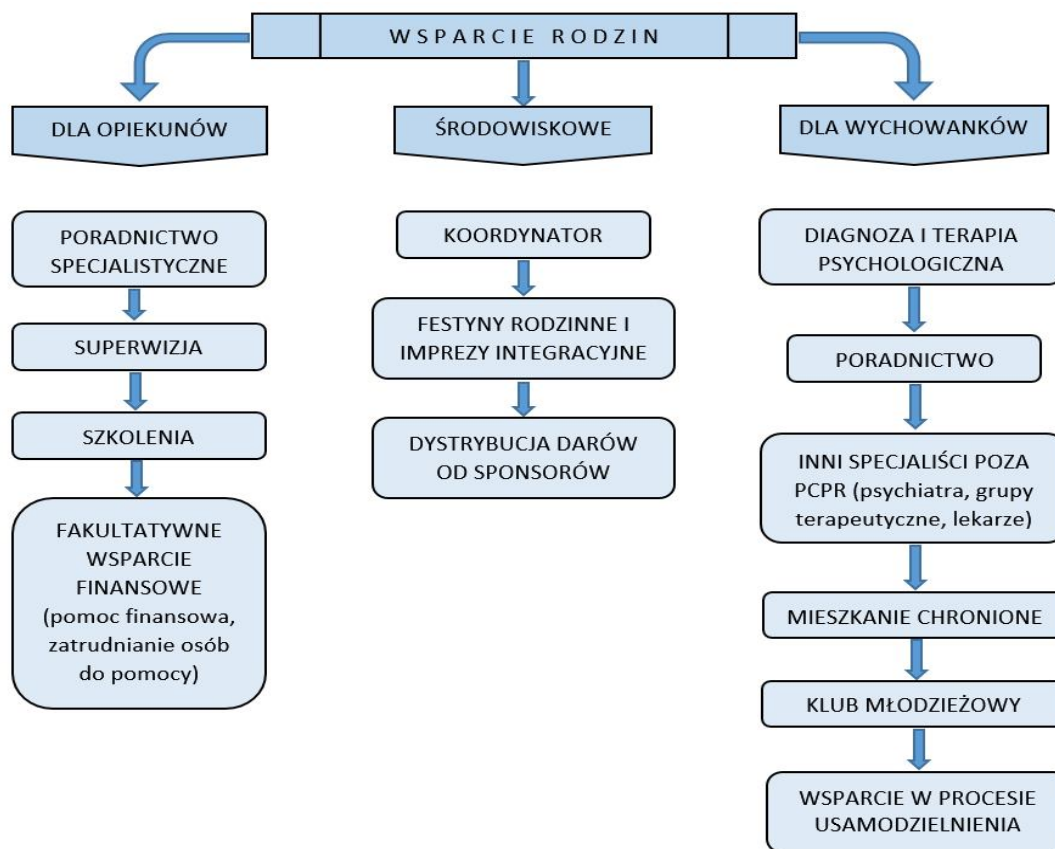 WSPARCIE RODZIN
DLA OPIEKUNÓW
PORADNICTWO
SPECJALISTYCZNE
SUPERWIZJA
SZKOLENIA
FAKULTATYWNE
WSPARCIE
FINANSOWE
(pomoc finansowa,
zatrudnianie osób
do pomocy)
ŚRODOWISKOWE
KOORDYNATOR
FESTYNY RODZINNE I
IMPREZY INTEGRACYJNE
DYSTRYBUCJA DARÓW
OD SPONSORÓW
DLA WYCHOWANKÓW
DIAGNOZA I TERAPIA
PSYCHOLOGICZNA
PORADNICTWO
INNI SPECJALIŚCI POZA
PCPR (psychiatra, grupy
terapeutyczne, lekarze)
MIESZKANIE CHRONIONE
KLUB MŁODZIEŻOWY
WSPARCIE W PROCESIE
USAMODZIELNIENIA